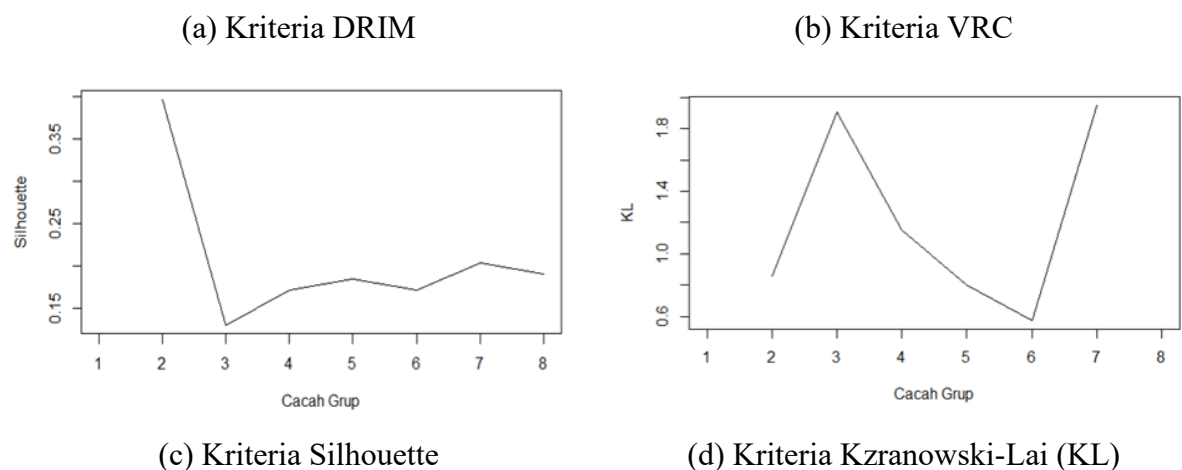 (a) Kriteria DRIM
(b) Kriteria VRC
Silhouette
0.35
0.25
0.15
1 2 3 4 5 6 7 8
Cacah Grup
KL
1.8
1.4
1.0
0.6
1 2 3 4 5 6 7 8
Cacah Grup
(c) Kriteria Silhouette
(d) Kriteria Kzranowski-Lai (KL)